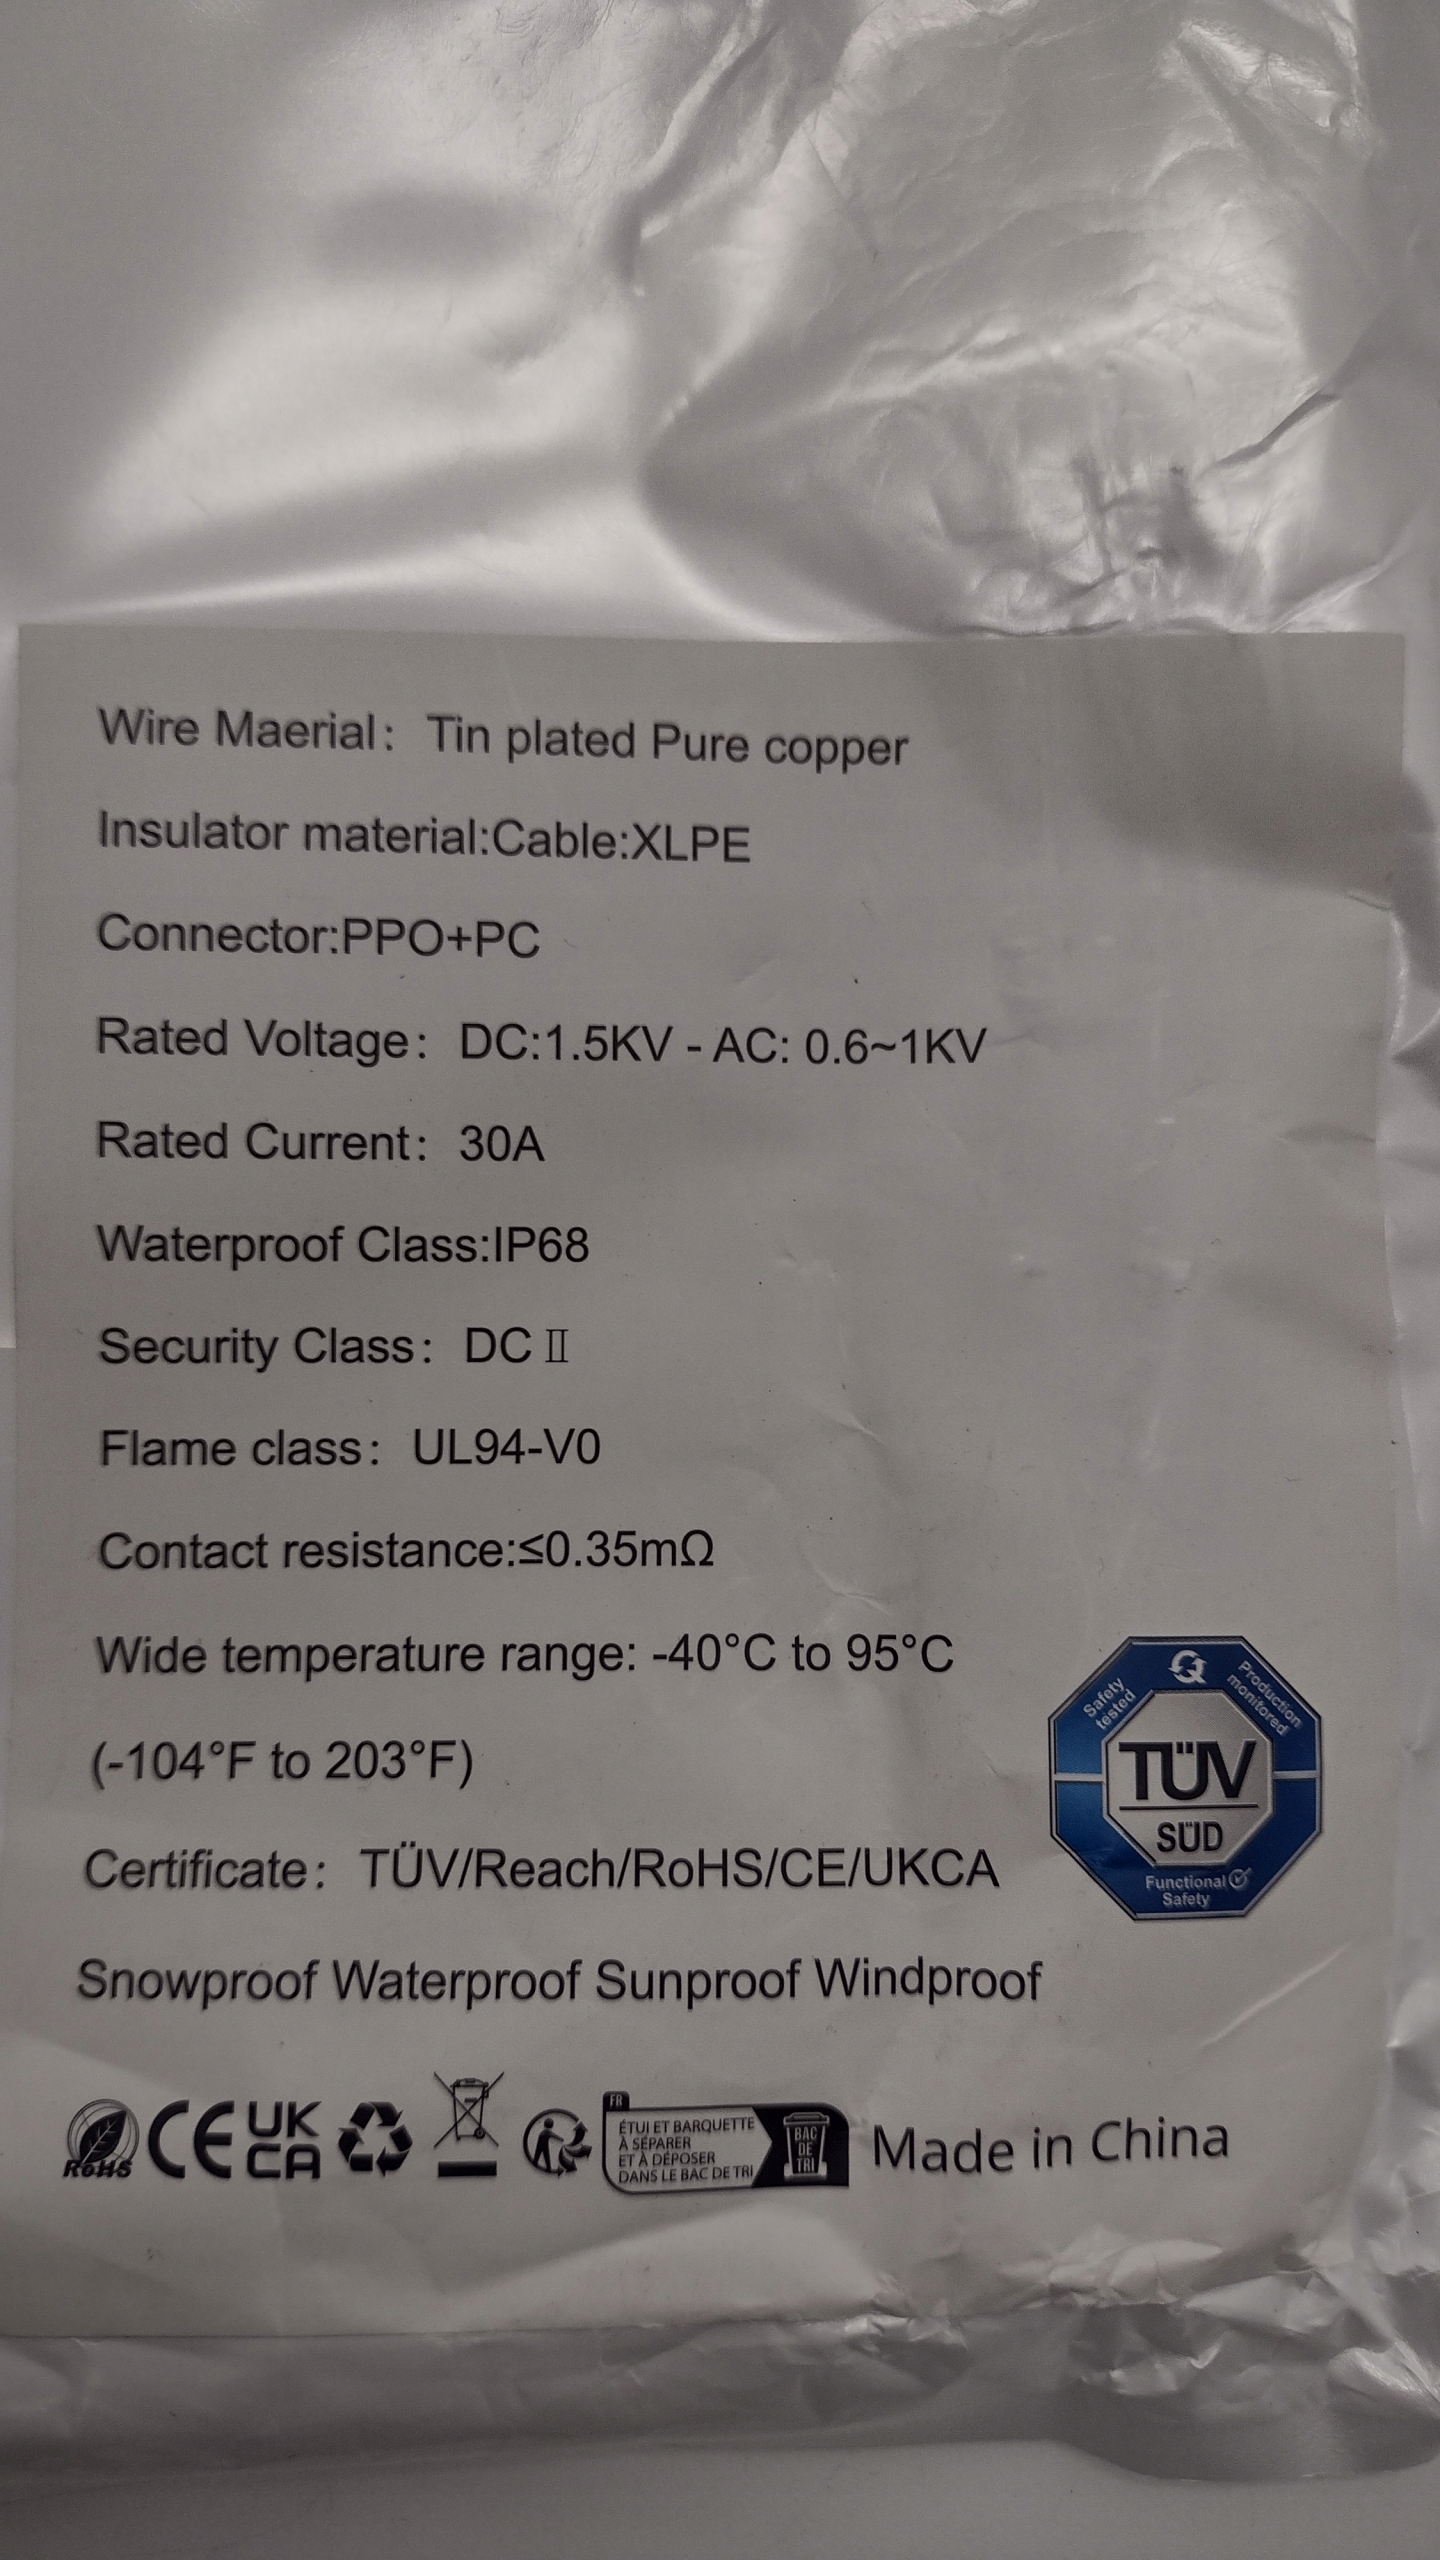 Wire Maerial： Tin plated Pure copper
Insulator material:Cable:XLPE
Connector:PPO+PC
Rated Voltage： DC:1.5KV - AC: 0.6~1KV
Rated Current： 30A
Waterproof Class:IP68
Security Class： DC Ⅱ
Flame class： UL94-V0
Contact resistance:≤0.35mΩ
Wide temperature range: -40°C to 95°C
(-104°F to 203°F)
Safety tested
Production monitored
TÜV
SÜD
Functional
Safety
Certificate： TÜV/Reach/RoHS/CE/UKCA
Snowproof Waterproof Sunproof Windproof
RoHS
CE
UK
CA
FR
ÉTUI ET BARQUETTE
À SÉPARER
ET À DÉPOSER
DANS LE BAC DE TRI
BAC
DE
TRI
Made in China